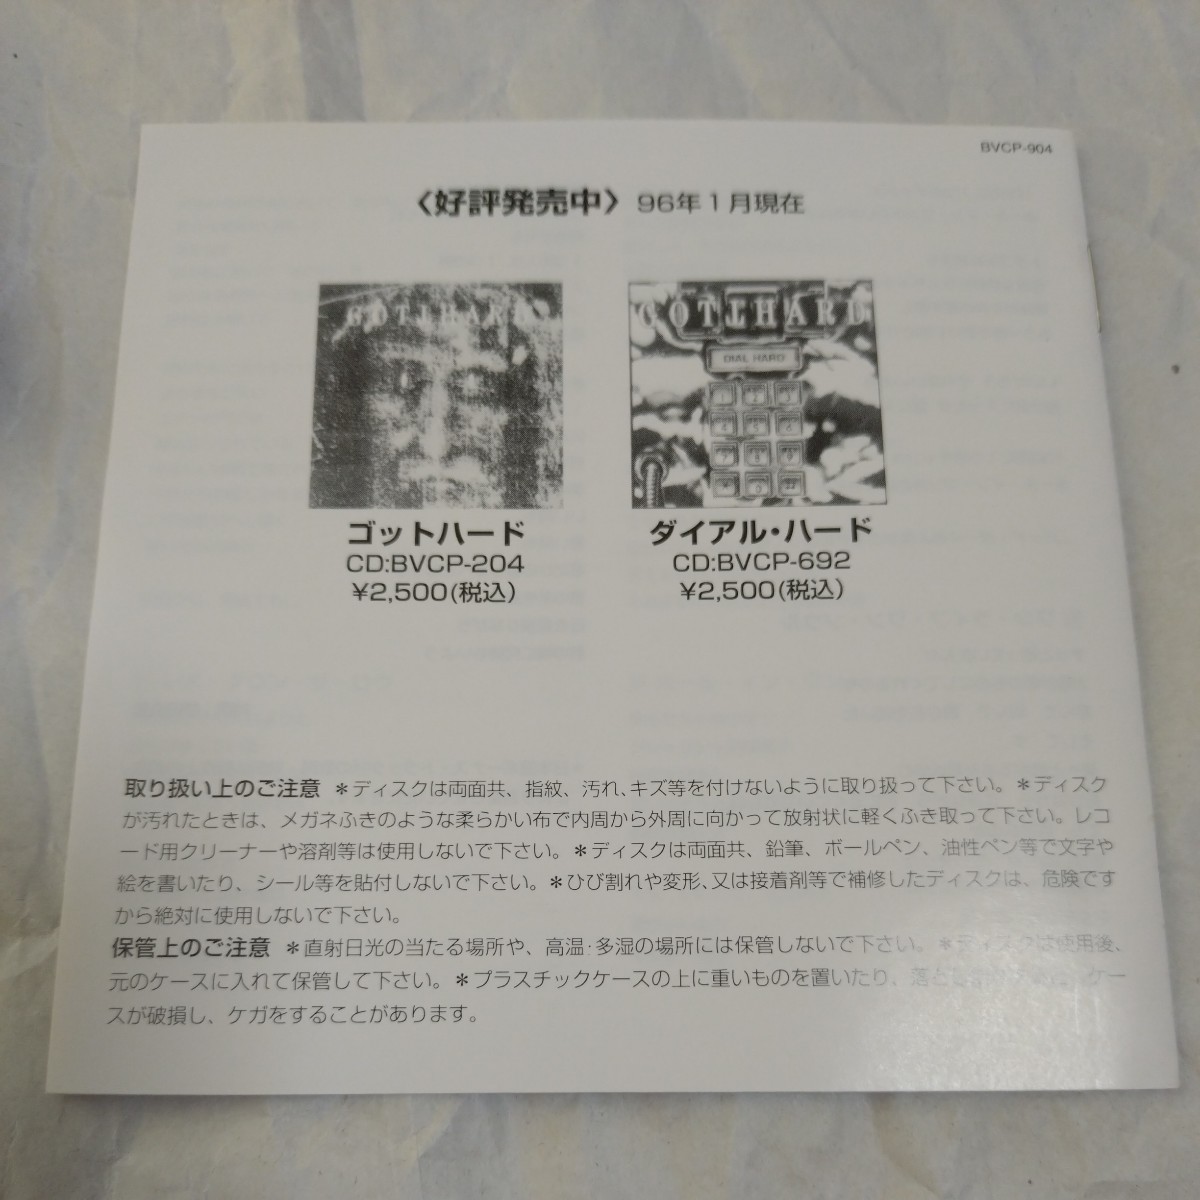 BVCP-904
〈好評発売中〉 96年1月現在
GOTTHARD
GOTTHARD
DIAL HARD
ゴットハード
CD:BVCP-204
¥2,500(税込)
ダイアル・ハード
CD:BVCP-692
¥2,500(税込)
取り扱い上のご注意 *ディスクは両面共、指紋、汚れ、キズ等を付けないように取り扱って下さい。*ディスク
が汚れたときは、メガネふきのような柔らかい布で内周から外周に向かって放射状に軽くふき取って下さい。レコ
ード用クリーナーや溶剤等は使用しないで下さい。*ディスクは両面共、鉛筆、ボールペン、油性ペン等で文字や
絵を書いたり、シール等を貼付しないで下さい。*ひび割れや変形、又は接着剤等で補修したディスクは、危険です
から絶対に使用しないで下さい。
保管上のご注意 *直射日光の当たる場所や、高温・多湿の場所には保管しないで下さい。*ディスクは使用後、
元のケースに入れて保管して下さい。*プラスチックケースの上に重いものを置いたり、落と ケー
スが破損し、ケガをすることがあります。